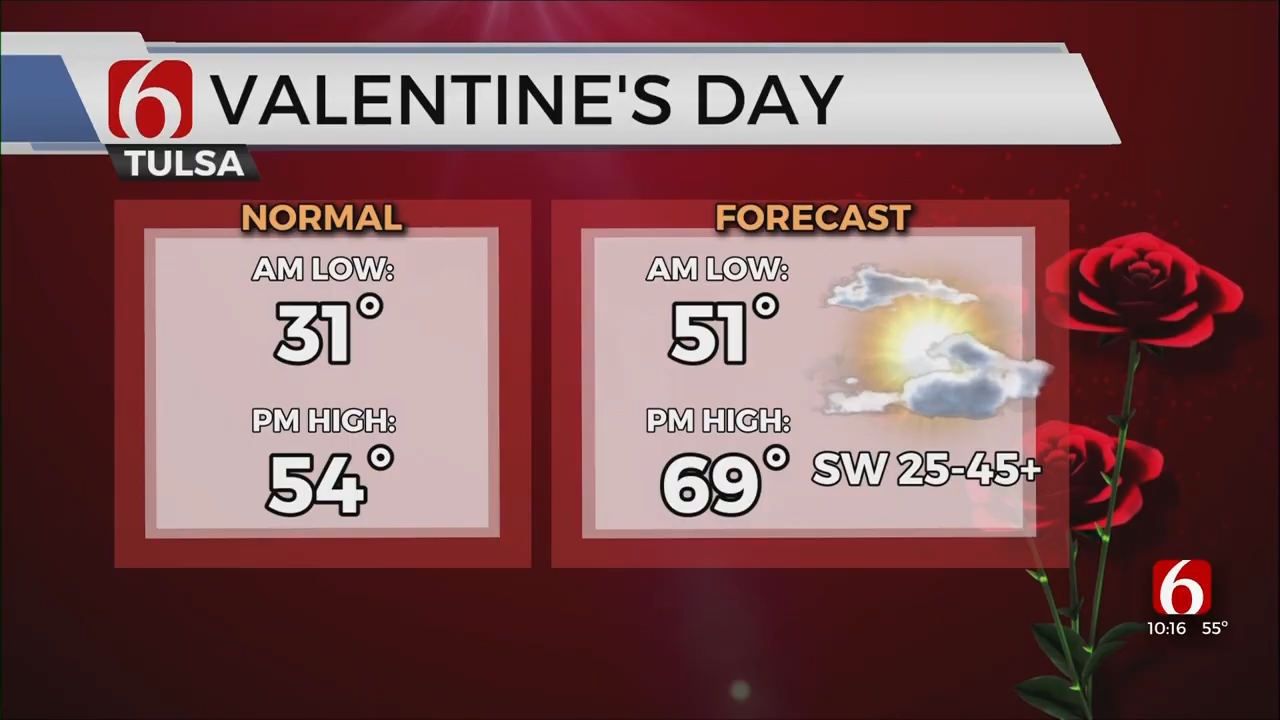 6 VALENTINE'S DAY
TULSA
NORMAL
AM LOW:
31°
PM HIGH:
54°
FORECAST
AM LOW:
51°
PM HIGH:
69°
SW 25-45+
6
10:16 55°